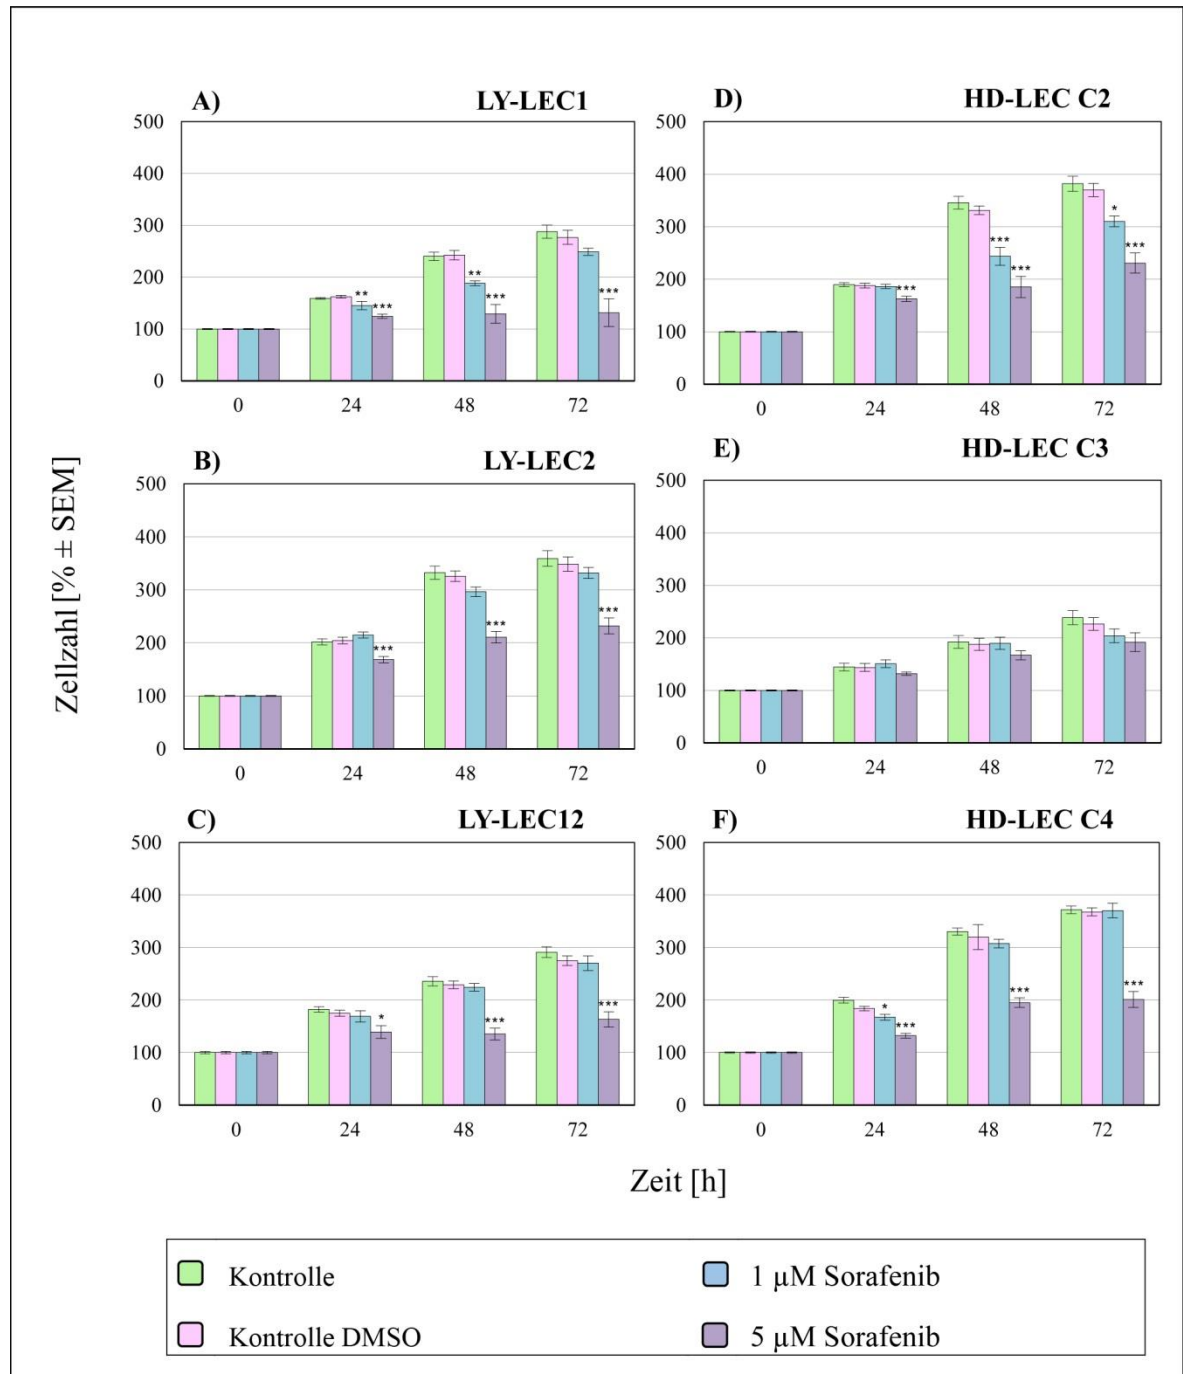 A) LY-LEC1
500
400
300
200
100
0
** *** ** *** ***
0 24 48 72
D) HD-LEC C2
500
400
300
200
100
0
*** *** *** * ***
0 24 48 72
Zellzahl [% ± SEM]
B) LY-LEC2
500
400
300
200
100
0
*** *** ***
0 24 48 72
E) HD-LEC C3
500
400
300
200
100
0
0 24 48 72
C) LY-LEC12
500
400
300
200
100
0
* *** ***
0 24 48 72
F) HD-LEC C4
500
400
300
200
100
0
* *** *** ***
0 24 48 72
Zeit [h]
Kontrolle
1 µM Sorafenib
Kontrolle DMSO
5 µM Sorafenib